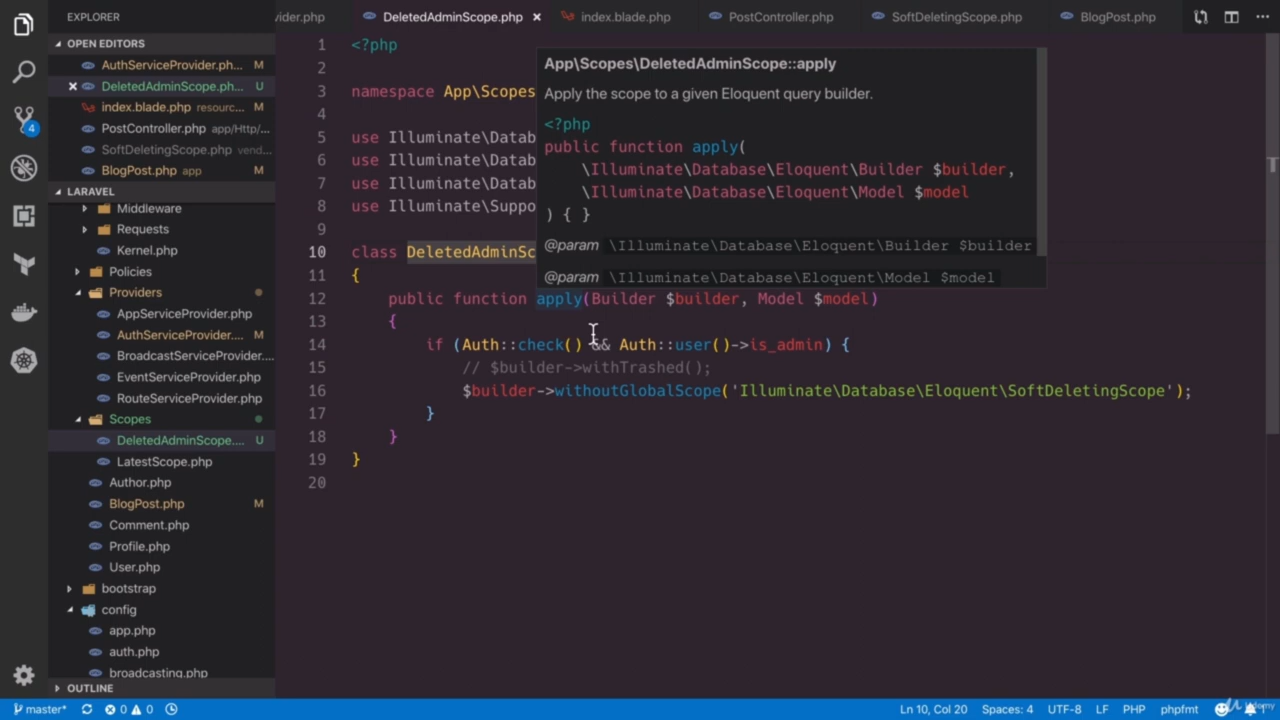 EXPLORER
OPEN EDITORS
AuthServiceProvider.ph... M
DeletedAdminScope.ph... U
index.blade.php resourc... M
PostController.php app/Http/...
SoftDeletingScope.php vend...
BlogPost.php app M
LARAVEL
Middleware
Requests
Kernel.php
Policies
Providers
AppServiceProvider.php
AuthServiceProvider.... M
BroadcastServiceProvider...
EventServiceProvider.php
RouteServiceProvider.php
Scopes
DeletedAdminScope.... U
LatestScope.php
Author.php
BlogPost.php M
Comment.php
Profile.php
User.php
bootstrap
config
app.php
auth.php
broadcasting.php
OUTLINE
4
vider.php DeletedAdminScope.php index.blade.php PostController.php SoftDeletingScope.php BlogPost.php
1 <?php
2
3 namespace App\Scopes
4
5 use Illuminate\Datab
6 use Illuminate\Datab
7 use Illuminate\Datab
8 use Illuminate\Suppo
9
10 class DeletedAdminSc
11 {
12 public function apply(Builder $builder, Model $model)
13 {
14 if (Auth::check() && Auth::user()->is_admin) {
15 // $builder->withTrashed();
16 $builder->withoutGlobalScope('Illuminate\Database\Eloquent\SoftDeletingScope');
17 }
18 }
19 }
20
App\Scopes\DeletedAdminScope::apply
Apply the scope to a given Eloquent query builder.
<?php
public function apply(
\Illuminate\Database\Eloquent\Builder $builder,
\Illuminate\Database\Eloquent\Model $model
) { }
@param \Illuminate\Database\Eloquent\Builder $builder
@param \Illuminate\Database\Eloquent\Model $model
master* 0 0 Ln 10, Col 20 Spaces: 4 UTF-8 LF PHP phpfmt 1
Udemy